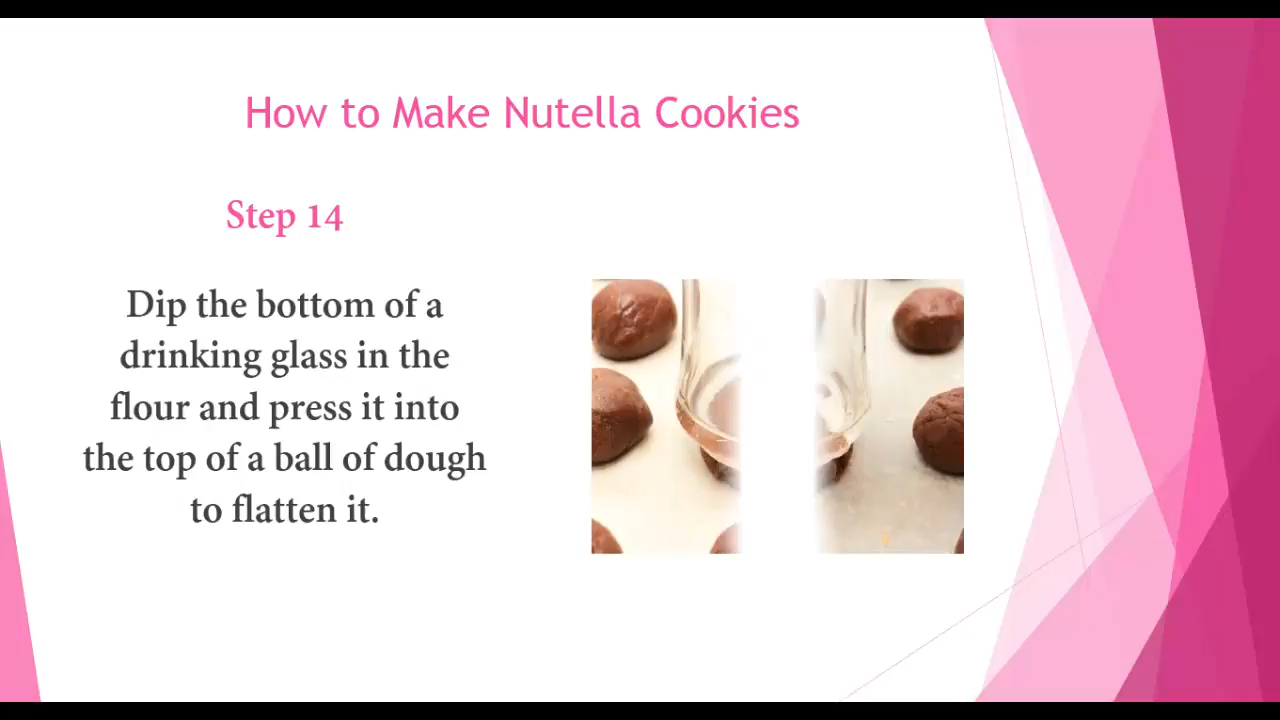 How to Make Nutella Cookies
Step 14
Dip the bottom of a
drinking glass in the
flour and press it into
the top of a ball of dough
to flatten it.